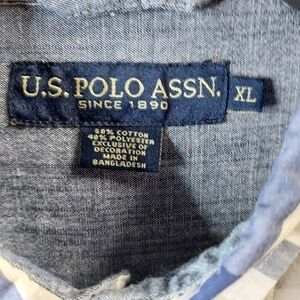 U.S. POLO ASSN.
SINCE 1890
XL
60% COTTON
40% POLYESTER
EXCLUSIVE OF
DECORATION
MADE IN
BANGLADESH